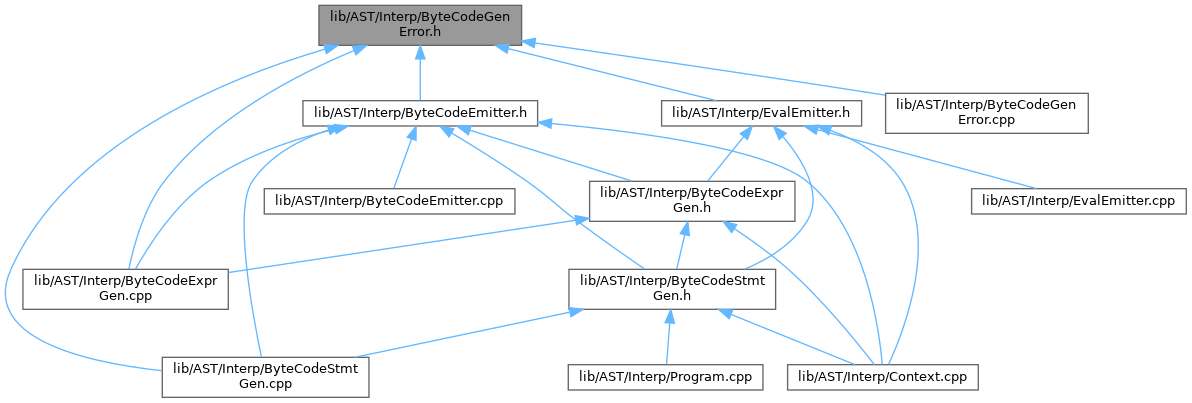 lib/AST/Interp/ByteCodeGen
Error.h
lib/AST/Interp/ByteCodeEmitter.h
lib/AST/Interp/EvalEmitter.h
lib/AST/Interp/ByteCodeGen
Error.cpp
lib/AST/Interp/ByteCodeEmitter.cpp
lib/AST/Interp/ByteCodeExpr
Gen.h
lib/AST/Interp/EvalEmitter.cpp
lib/AST/Interp/ByteCodeExpr
Gen.cpp
lib/AST/Interp/ByteCodeStmt
Gen.h
lib/AST/Interp/ByteCodeStmt
Gen.cpp
lib/AST/Interp/Program.cpp
lib/AST/Interp/Context.cpp